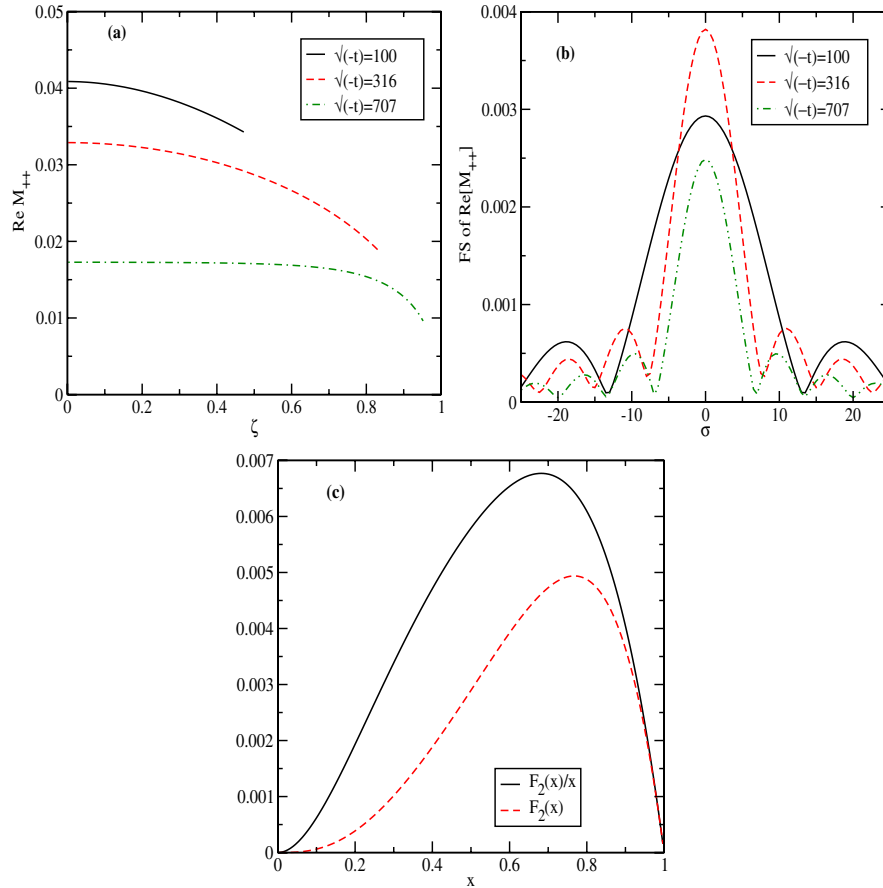 (a)
√(-t)=100
√(-t)=316
√(-t)=707
Re M++
0.05
0.04
0.03
0.02
0.01
0
0 0.2 0.4 0.6 0.8 1
ζ
(b)
√(−t)=100
√(−t)=316
√(−t)=707
FS of Re[M++]
0.004
0.003
0.002
0.001
0
-20 -10 0 10 20
σ
(c)
0.007
0.006
0.005
0.004
0.003
0.002
0.001
0
F2(x)/x
F2(x)
0 0.2 0.4 0.6 0.8 1
x